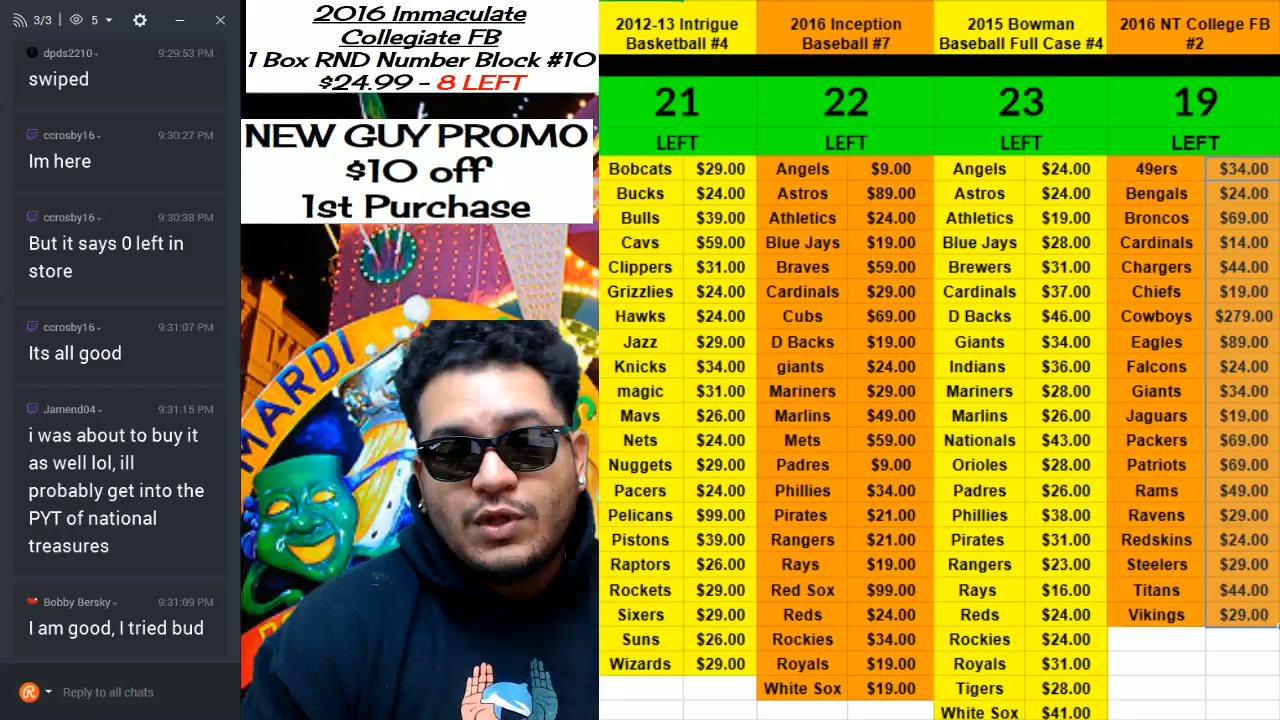 3/3 5
dpds2210 9:29:53 PM
swiped
ccrosby16 9:30:27 PM
Im here
ccrosby16 9:30:38 PM
But it says 0 left in
store
ccrosby16 9:31:07 PM
Its all good
Jamend04 9:31:15 PM
i was about to buy it
as well lol, ill
probably get into the
PYT of national
treasures
Bobby Bersky 9:31:09 PM
I am good, I tried bud
Reply to all chats
2016 Immaculate
Collegiate FB
1 Box RND Number Block #10
$24.99 - 8 LEFT
NEW GUY PROMO
$10 off
1st Purchase
MARDI
2012-13 Intrigue
Basketball #4
21
LEFT
Bobcats $29.00
Bucks $24.00
Bulls $39.00
Cavs $59.00
Clippers $31.00
Grizzlies $24.00
Hawks $24.00
Jazz $29.00
Knicks $34.00
magic $31.00
Mavs $26.00
Nets $24.00
Nuggets $29.00
Pacers $24.00
Pelicans $99.00
Pistons $39.00
Raptors $26.00
Rockets $29.00
Sixers $29.00
Suns $26.00
Wizards $29.00
2016 Inception
Baseball #7
22
LEFT
Angels $9.00
Astros $89.00
Athletics $24.00
Blue Jays $19.00
Braves $59.00
Cardinals $29.00
Cubs $69.00
D Backs $19.00
giants $24.00
Mariners $29.00
Marlins $49.00
Mets $59.00
Padres $9.00
Phillies $34.00
Pirates $21.00
Rangers $21.00
Rays $19.00
Red Sox $99.00
Reds $24.00
Rockies $34.00
Royals $19.00
White Sox $19.00
2015 Bowman
Baseball Full Case #4
23
LEFT
Angels $24.00
Astros $24.00
Athletics $19.00
Blue Jays $28.00
Brewers $31.00
Cardinals $37.00
D Backs $46.00
Giants $34.00
Indians $36.00
Mariners $28.00
Marlins $26.00
Nationals $43.00
Orioles $28.00
Padres $26.00
Phillies $38.00
Pirates $31.00
Rangers $23.00
Rays $16.00
Reds $24.00
Rockies $24.00
Royals $31.00
Tigers $28.00
White Sox $41.00
2016 NT College FB
#2
19
LEFT
49ers $34.00
Bengals $24.00
Broncos $69.00
Cardinals $14.00
Chargers $44.00
Chiefs $19.00
Cowboys $279.00
Eagles $89.00
Falcons $24.00
Giants $34.00
Jaguars $19.00
Packers $69.00
Patriots $69.00
Rams $49.00
Ravens $29.00
Redskins $24.00
Steelers $29.00
Titans $44.00
Vikings $29.00